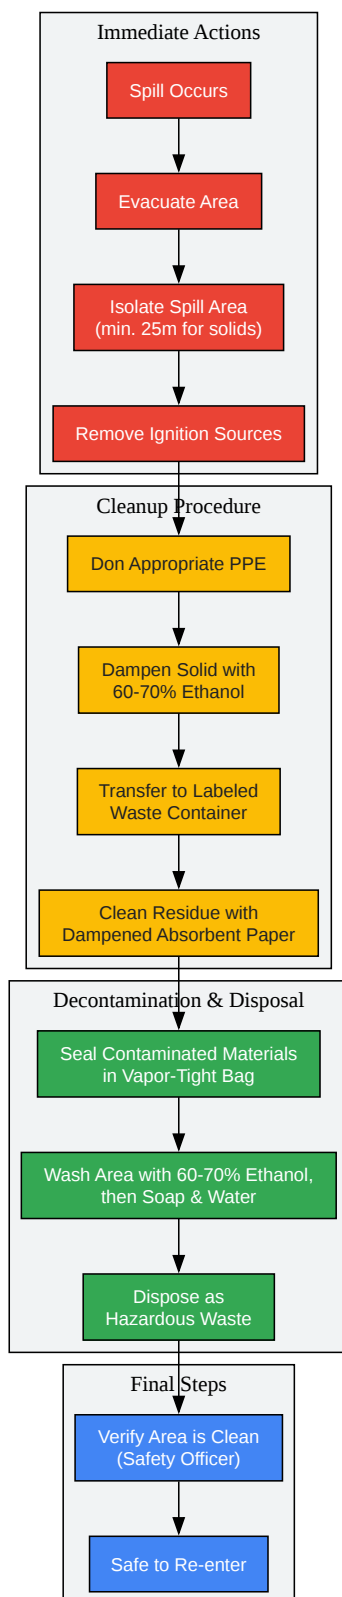 Immediate Actions
Spill Occurs
Evacuate Area
Isolate Spill Area
(min. 25m for solids)
Remove Ignition Sources
Cleanup Procedure
Don Appropriate PPE
Dampen Solid with
60-70% Ethanol
Transfer to Labeled
Waste Container
Clean Residue with
Dampened Absorbent Paper
Decontamination & Disposal
Seal Contaminated Materials
in Vapor-Tight Bag
Wash Area with 60-70% Ethanol,
then Soap & Water
Dispose as
Hazardous Waste
Final Steps
Verify Area is Clean
(Safety Officer)
Safe to Re-enter